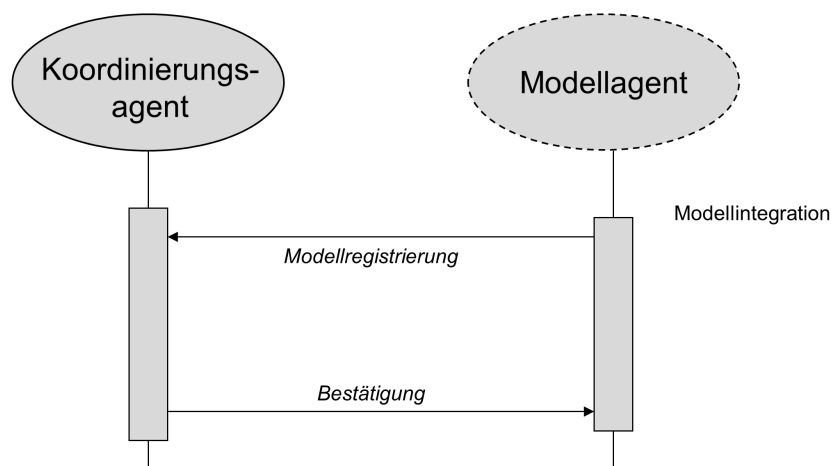 Koordinierungs-
agent
Modellagent
Modellintegration
Modellregistrierung
Bestätigung